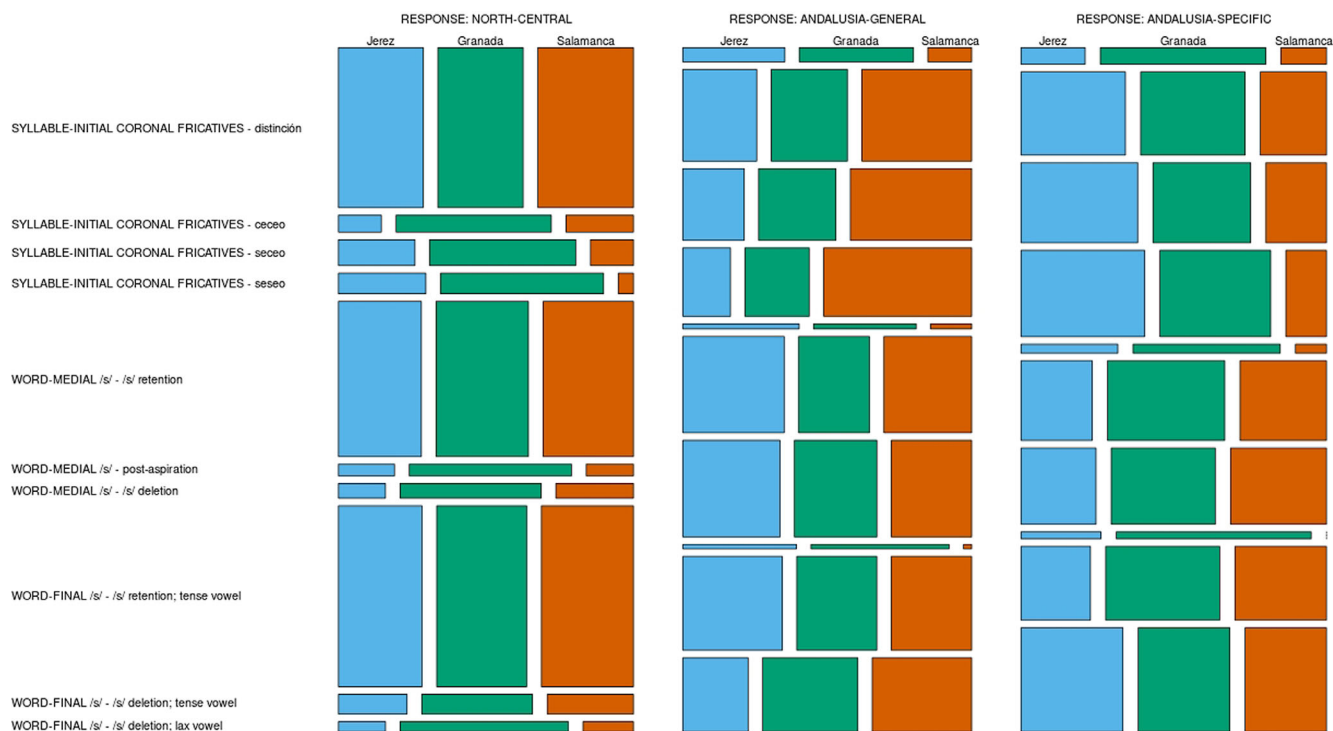 RESPONSE: NORTH-CENTRAL
RESPONSE: ANDALUSIA-GENERAL
RESPONSE: ANDALUSIA-SPECIFIC
Jerez Granada Salamanca
Jerez Granada Salamanca
Jerez Granada Salamanca
SYLLABLE-INITIAL CORONAL FRICATIVES - distinción
SYLLABLE-INITIAL CORONAL FRICATIVES - ceceo
SYLLABLE-INITIAL CORONAL FRICATIVES - seceo
SYLLABLE-INITIAL CORONAL FRICATIVES - seseo
WORD-MEDIAL /s/ - /s/ retention
WORD-MEDIAL /s/ - post-aspiration
WORD-MEDIAL /s/ - /s/ deletion
WORD-FINAL /s/ - /s/ retention; tense vowel
WORD-FINAL /s/ - /s/ deletion; tense vowel
WORD-FINAL /s/ - /s/ deletion; lax vowel